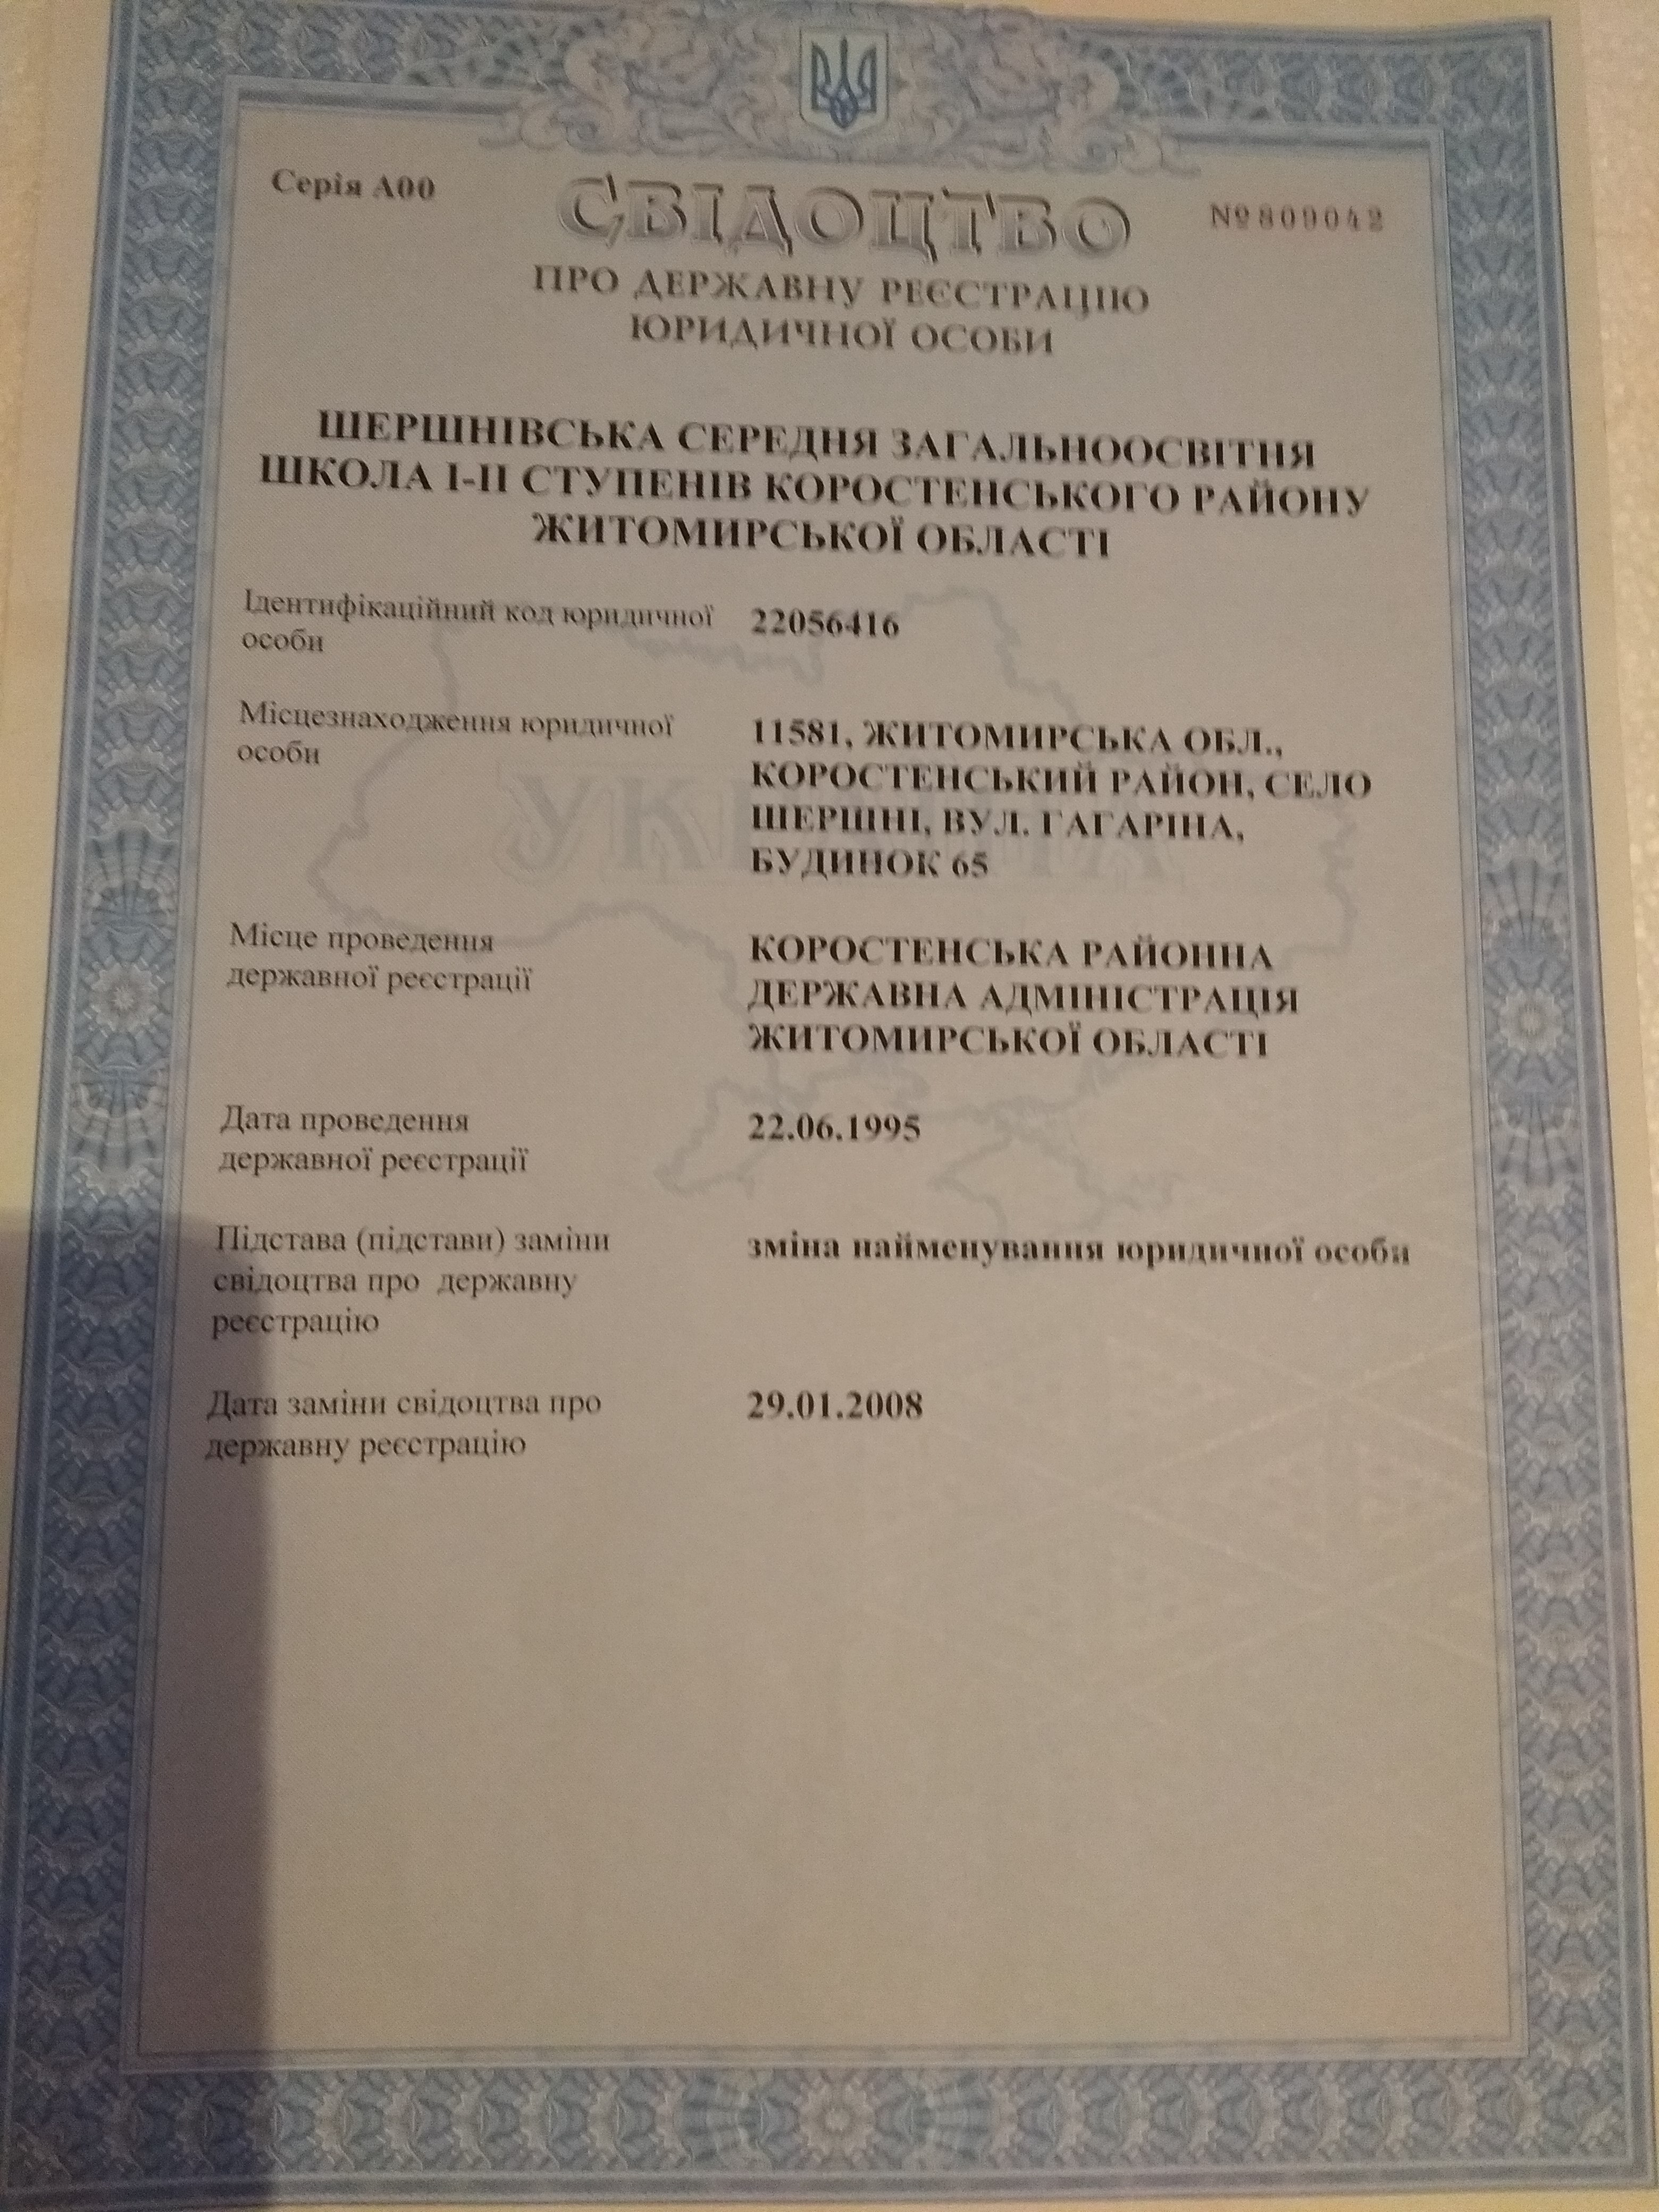 Серія А00
СВІДОЦТВО
№809042
ПРО ДЕРЖАВНУ РЕЄСТРАЦІЮ
ЮРИДИЧНОЇ ОСОБИ
ШЕРШНІВСЬКА СЕРЕДНЯ ЗАГАЛЬНООСВІТНЯ
ШКОЛА І-ІІ СТУПЕНІВ КОРОСТЕНСЬКОГО РАЙОНУ
ЖИТОМИРСЬКОЇ ОБЛАСТІ
Ідентифікаційний код юридичної
особи
22056416
Місцезнаходження юридичної
особи
11581, ЖИТОМИРСЬКА ОБЛ.,
КОРОСТЕНСЬКИЙ РАЙОН, СЕЛО
ШЕРШНІ, ВУЛ. ГАГАРІНА,
БУДИНОК 65
Місце проведення
державної реєстрації
КОРОСТЕНСЬКА РАЙОННА
ДЕРЖАВНА АДМІНІСТРАЦІЯ
ЖИТОМИРСЬКОЇ ОБЛАСТІ
Дата проведення
державної реєстрації
22.06.1995
Підстава (підстави) заміни
свідоцтва про державну
реєстрацію
зміна найменування юридичної особи
Дата заміни свідоцтва про
державну реєстрацію
29.01.2008